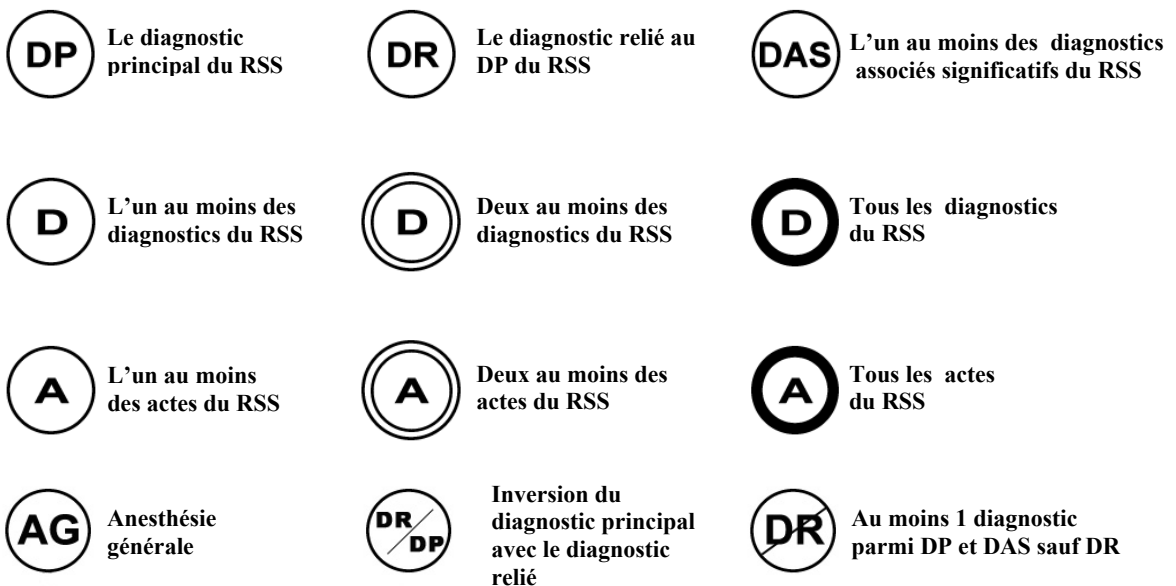 DP
Le diagnostic
principal du RSS
DR
Le diagnostic relié au
DP du RSS
DAS
L’un au moins des diagnostics
associés significatifs du RSS
D
L’un au moins des
diagnostics du RSS
D
Deux au moins des
diagnostics du RSS
D
Tous les diagnostics
du RSS
A
L’un au moins
des actes du RSS
A
Deux au moins des
actes du RSS
A
Tous les actes
du RSS
AG
Anesthésie
générale
DR
DP
Inversion du
diagnostic principal
avec le diagnostic
relié
DR
Au moins 1 diagnostic
parmi DP et DAS sauf DR